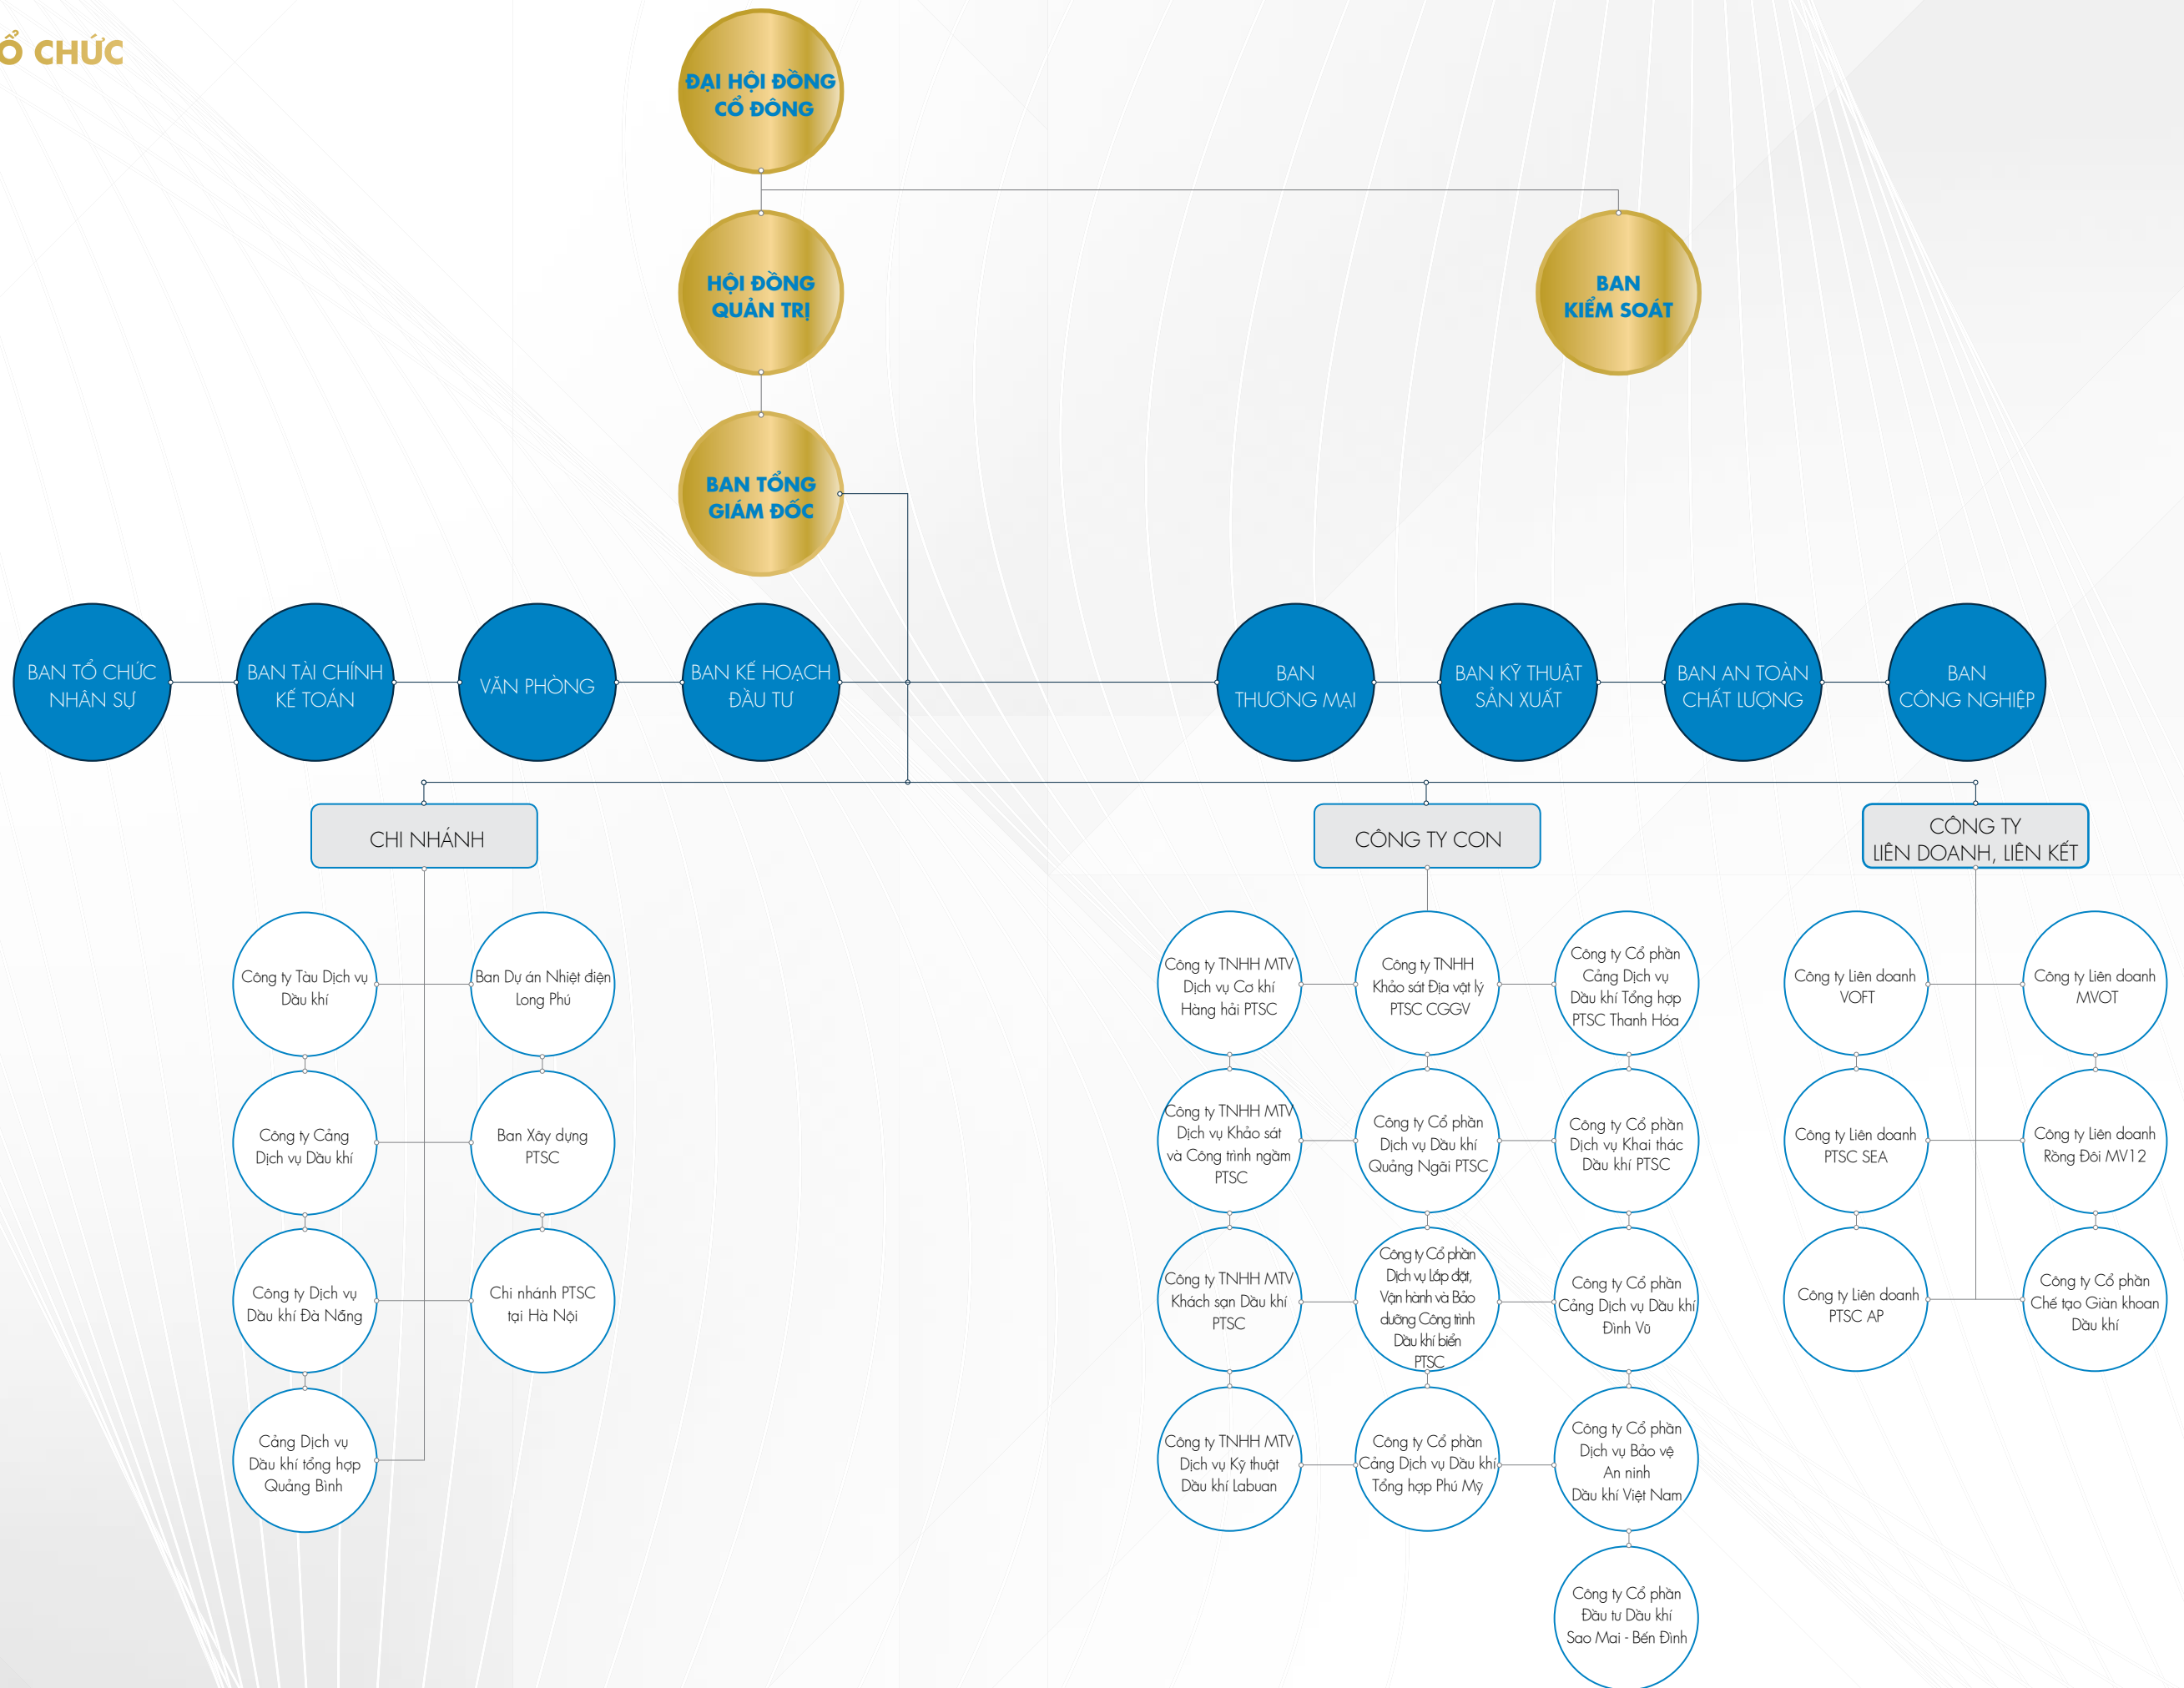 Ổ CHỨC
ĐẠI HỘI ĐỒNG
CỔ ĐÔNG
HỘI ĐỒNG
QUẢN TRỊ
BAN
KIỂM SOÁT
BAN TỔNG
GIÁM ĐỐC
BAN TỔ CHỨC
NHÂN SỰ
BAN TÀI CHÍNH
KẾ TOÁN
VĂN PHÒNG
BAN KẾ HOẠCH
ĐẦU TƯ
BAN
THƯƠNG MẠI
BAN KỸ THUẬT
SẢN XUẤT
BAN AN TOÀN
CHẤT LƯỢNG
BAN
CÔNG NGHIỆP
CHI NHÁNH
CÔNG TY CON
CÔNG TY
LIÊN DOANH, LIÊN KẾT
Công ty Tàu Dịch vụ
Dầu khí
Ban Dự án Nhiệt điện
Long Phú
Công ty Cảng
Dịch vụ Dầu khí
Ban Xây dựng
PTSC
Công ty Dịch vụ
Dầu khí Đà Nẵng
Chi nhánh PTSC
tại Hà Nội
Cảng Dịch vụ
Dầu khí tổng hợp
Quảng Bình
Công ty TNHH MTV
Dịch vụ Cơ khí
Hàng hải PTSC
Công ty TNHH
Khảo sát Địa vật lý
PTSC CGGV
Công ty Cổ phần
Cảng Dịch vụ
Dầu khí Tổng hợp
PTSC Thanh Hóa
Công ty TNHH MTV
Dịch vụ Khảo sát
và Công trình ngầm
PTSC
Công ty Cổ phần
Dịch vụ Dầu khí
Quảng Ngãi PTSC
Công ty Cổ phần
Dịch vụ Khai thác
Dầu khí PTSC
Công ty TNHH MTV
Khách sạn Dầu khí
PTSC
Công ty Cổ phần
Dịch vụ Lắp đặt,
Vận hành và Bảo
dưỡng Công trình
Dầu khí biển
PTSC
Công ty Cổ phần
Cảng Dịch vụ Dầu khí
Đình Vũ
Công ty TNHH MTV
Dịch vụ Kỹ thuật
Dầu khí Labuan
Công ty Cổ phần
Cảng Dịch vụ Dầu khí
Tổng hợp Phú Mỹ
Công ty Cổ phần
Dịch vụ Bảo vệ
An ninh
Dầu khí Việt Nam
Công ty Cổ phần
Đầu tư Dầu khí
Sao Mai - Bến Đình
Công ty Liên doanh
VOFT
Công ty Liên doanh
MVOT
Công ty Liên doanh
PTSC SEA
Công ty Liên doanh
Rồng Đôi MV12
Công ty Liên doanh
PTSC AP
Công ty Cổ phần
Chế tạo Giàn khoan
Dầu khí